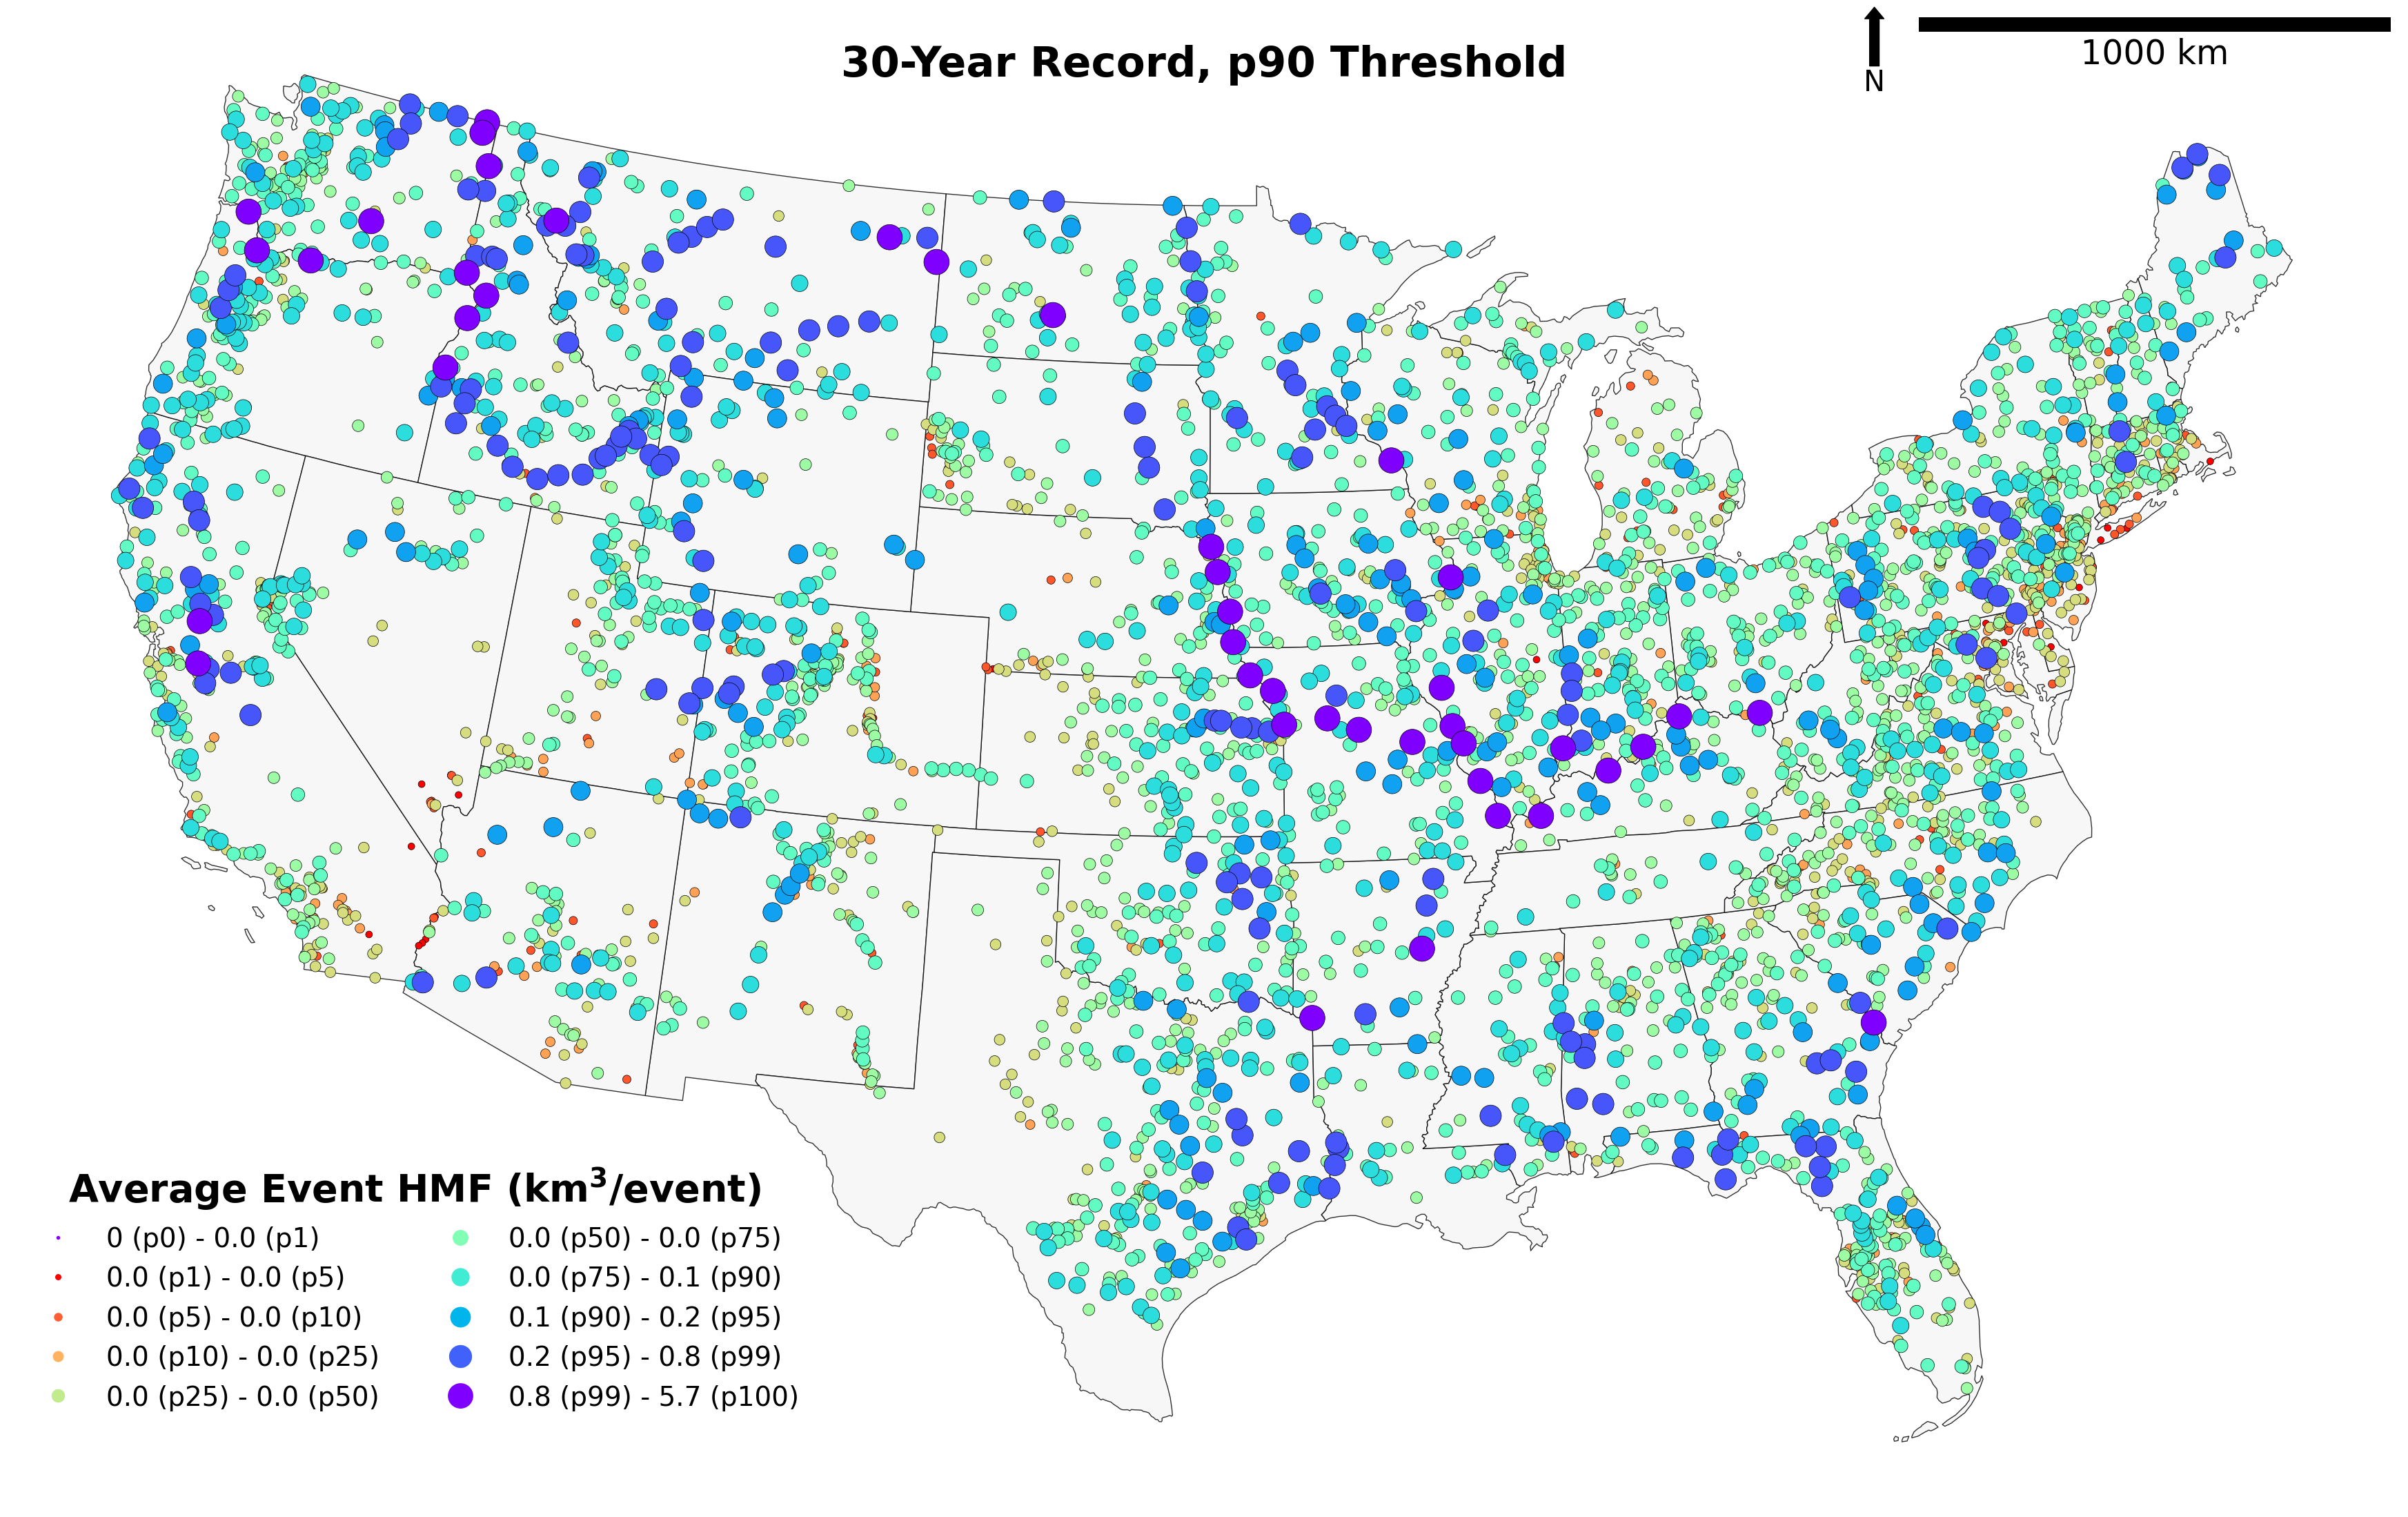 30-Year Record, p90 Threshold
N
1000 km
Average Event HMF (km³/event)
0 (p0) - 0.0 (p1)
0.0 (p1) - 0.0 (p5)
0.0 (p5) - 0.0 (p10)
0.0 (p10) - 0.0 (p25)
0.0 (p25) - 0.0 (p50)
0.0 (p50) - 0.0 (p75)
0.0 (p75) - 0.1 (p90)
0.1 (p90) - 0.2 (p95)
0.2 (p95) - 0.8 (p99)
0.8 (p99) - 5.7 (p100)